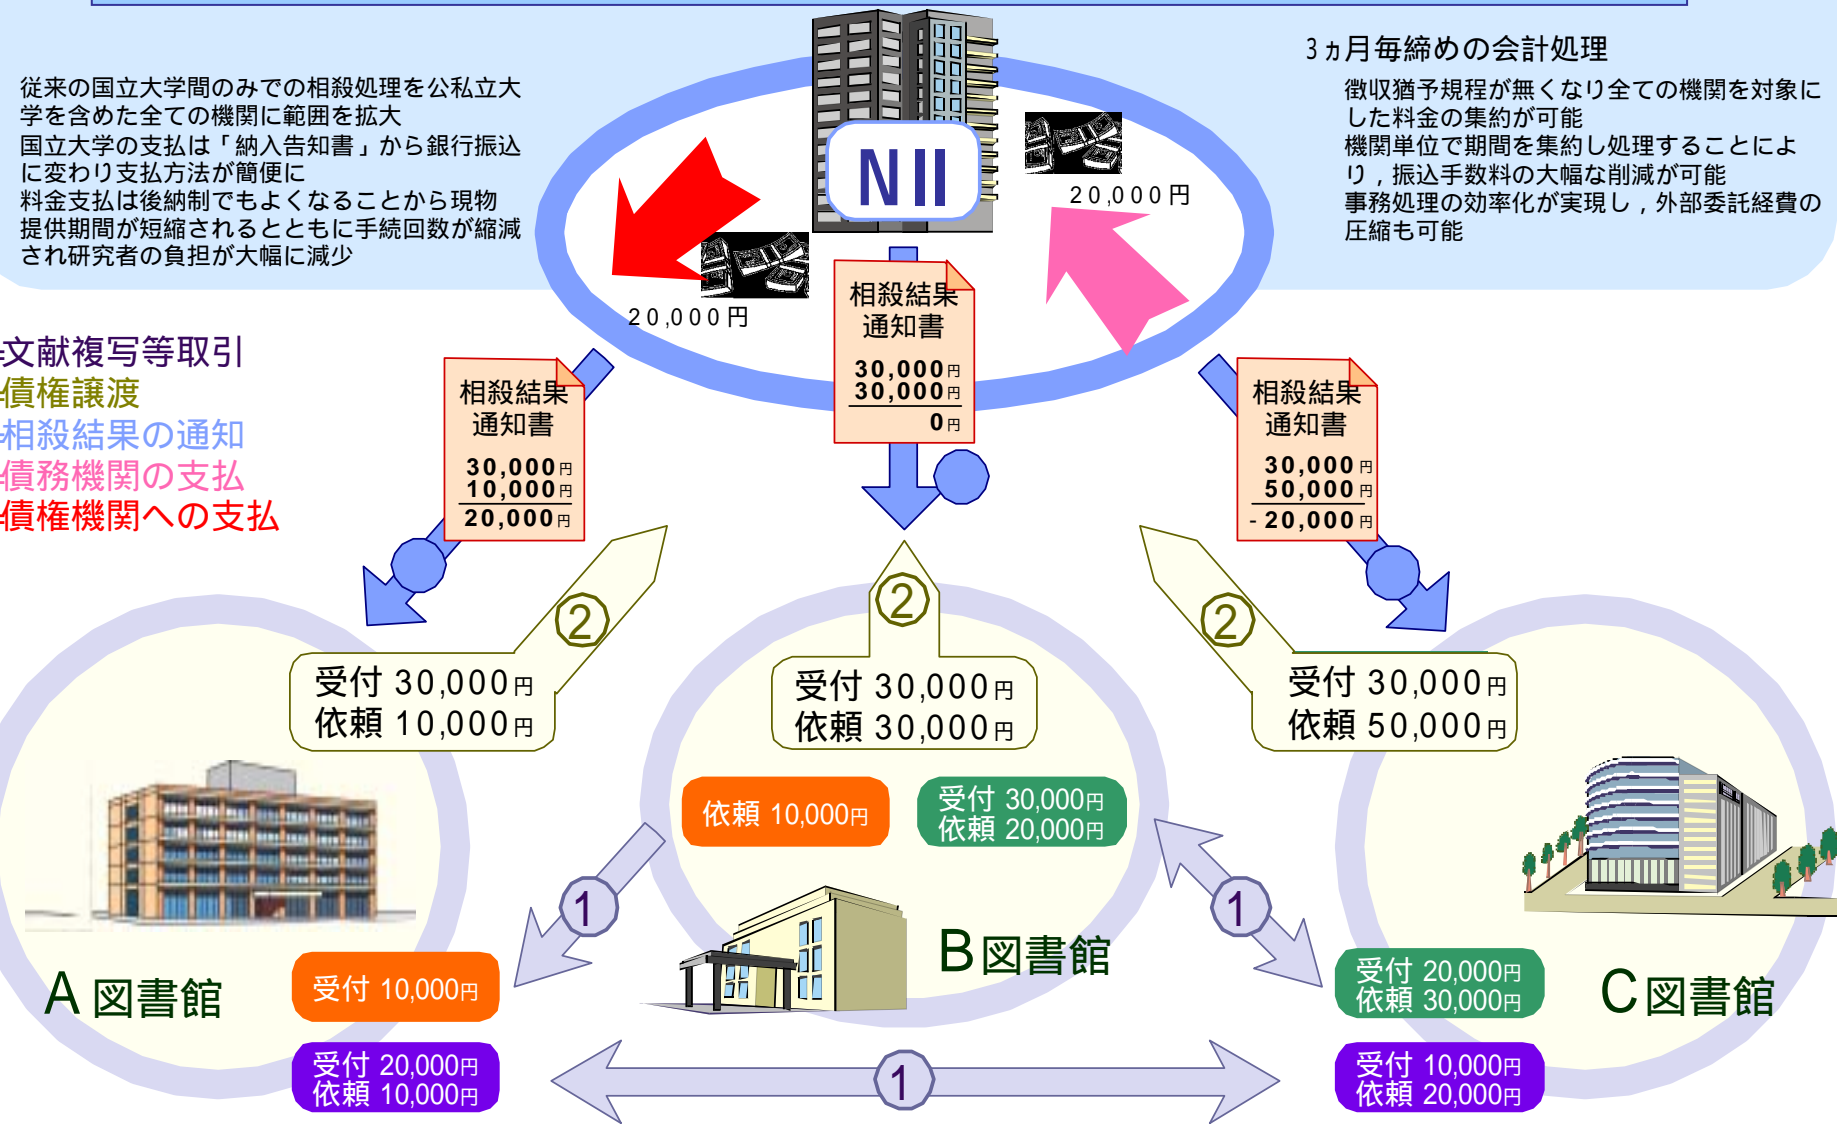 従来の国立大学間のみでの相殺処理を公私立大
学を含めた全ての機関に範囲を拡大
国立大学の支払は「納入告知書」から銀行振込
に変わり支払方法が簡便に
料金支払は後納制でもよくなることから現物
提供期間が短縮されるとともに手続回数が縮減
され研究者の負担が大幅に減少
3ヵ月毎締めの会計処理
徴収猶予規程が無くなり全ての機関を対象に
した料金の集約が可能
機関単位で期間を集約し処理することによ
り，振込手数料の大幅な削減が可能
事務処理の効率化が実現し，外部委託経費の
圧縮も可能
NII
20,000円
20,000円
文献複写等取引
債権譲渡
相殺結果の通知
債務機関の支払
債権機関への支払
相殺結果
通知書
30,000円
10,000円
20,000円
相殺結果
通知書
30,000円
30,000円
0円
相殺結果
通知書
30,000円
50,000円
-20,000円
②
②
②
受付 30,000円
依頼 10,000円
受付 30,000円
依頼 30,000円
受付 30,000円
依頼 50,000円
依頼 10,000円
受付 30,000円
依頼 20,000円
①
①
A図書館
B図書館
C図書館
受付 10,000円
受付 20,000円
依頼 30,000円
受付 20,000円
依頼 10,000円
①
受付 10,000円
依頼 20,000円